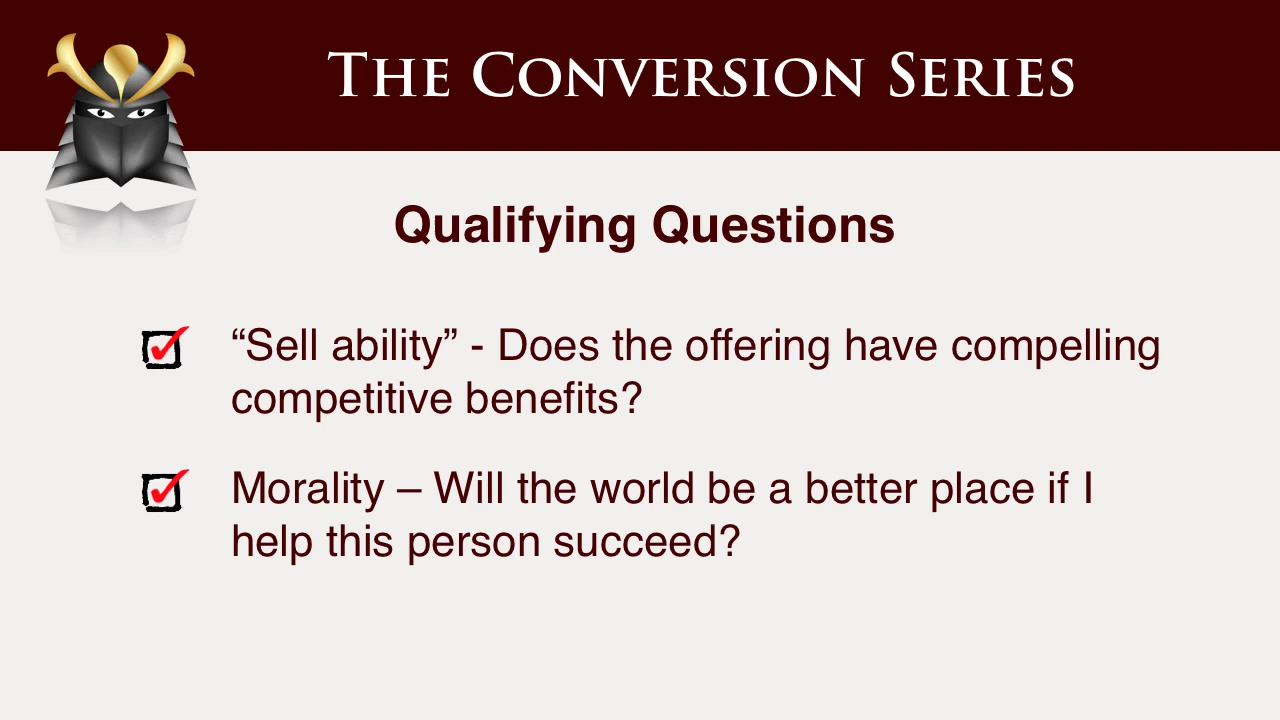 The Conversion Series
Qualifying Questions
“Sell ability” - Does the offering have compelling
competitive benefits?
Morality – Will the world be a better place if I
help this person succeed?